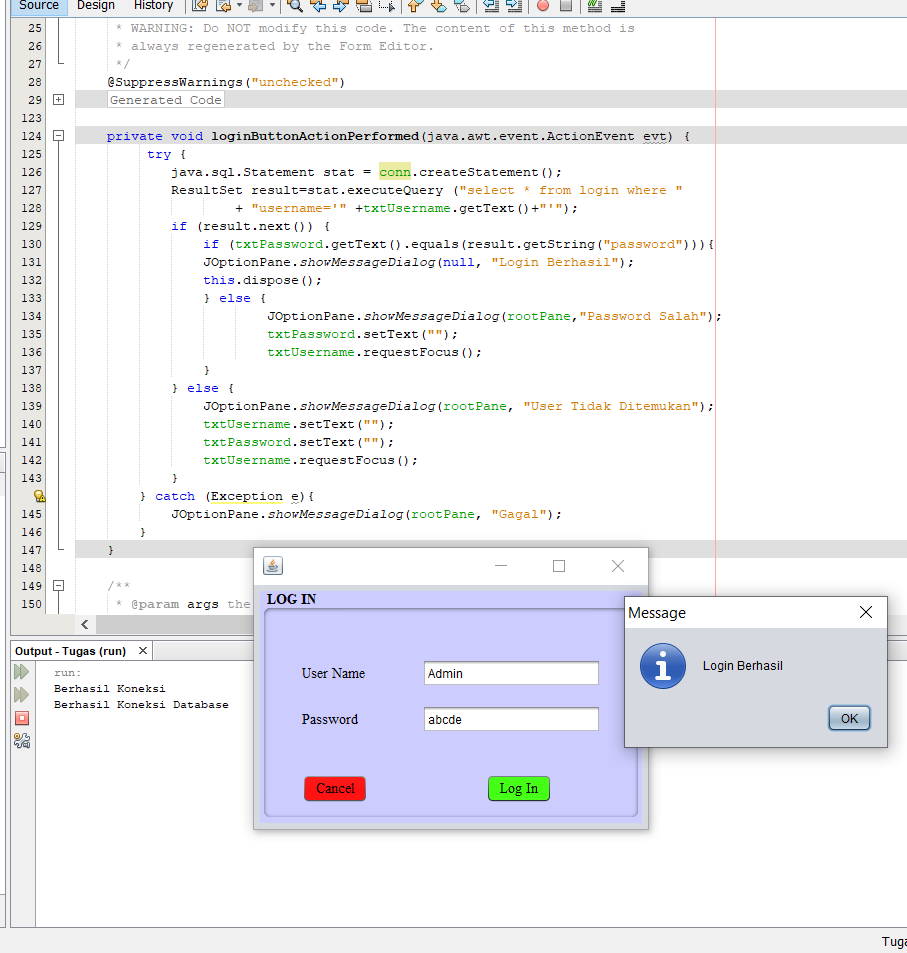 Source Design History
25 * WARNING: Do NOT modify this code. The content of this method is
26 * always regenerated by the Form Editor.
27 */
28 @SuppressWarnings("unchecked")
29 Generated Code
123
124 private void loginButtonActionPerformed(java.awt.event.ActionEvent evt) {
125 try {
126 java.sql.Statement stat = conn.createStatement();
127 ResultSet result=stat.executeQuery ("select * from login where "
128 + "username='" +txtUsername.getText()+"'");
129 if (result.next()) {
130 if (txtPassword.getText().equals(result.getString("password"))){
131 JOptionPane.showMessageDialog(null, "Login Berhasil");
132 this.dispose();
133 } else {
134 JOptionPane.showMessageDialog(rootPane,"Password Salah");
135 txtPassword.setText("");
136 txtUsername.requestFocus();
137 }
138 } else {
139 JOptionPane.showMessageDialog(rootPane, "User Tidak Ditemukan");
140 txtUsername.setText("");
141 txtPassword.setText("");
142 txtUsername.requestFocus();
143 }
} catch (Exception e){
145 JOptionPane.showMessageDialog(rootPane, "Gagal");
146 }
147 }
148
149 /**
150 * @param args the
Output - Tugas (run)
run:
Berhasil Koneksi
Berhasil Koneksi Database
LOG IN
User Name Admin
Password abcde
Cancel Log In
Message
Login Berhasil
OK